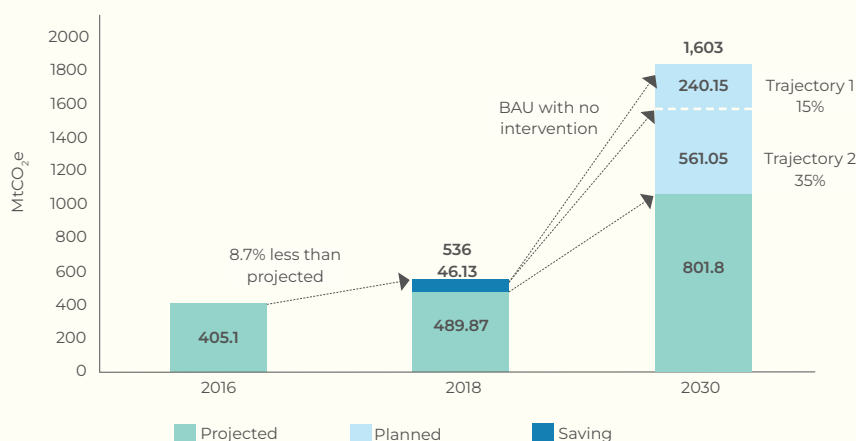 MtCO₂e
2000
1800
1600
1400
1200
1000
800
600
400
200
0
8.7% less than
projected
405.1
536
46.13
489.87
BAU with no
intervention
1,603
240.15
561.05
801.8
Trajectory 1
15%
Trajectory 2
35%
2016
2018
2030
Projected
Planned
Saving